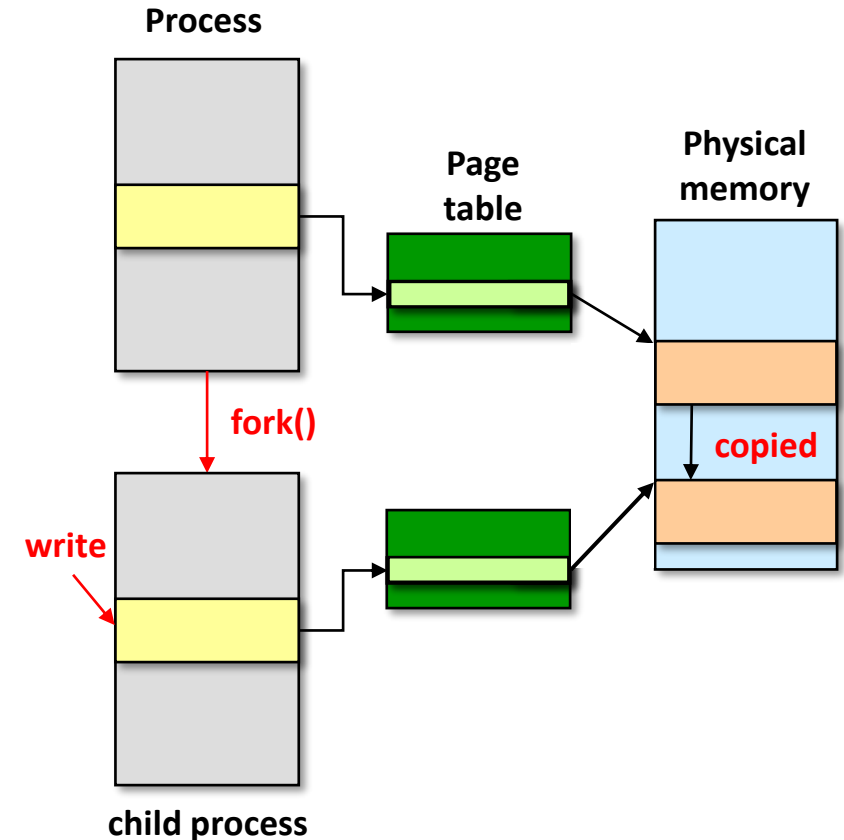 Process
Page
table
Physical
memory
fork()
copied
write
child process